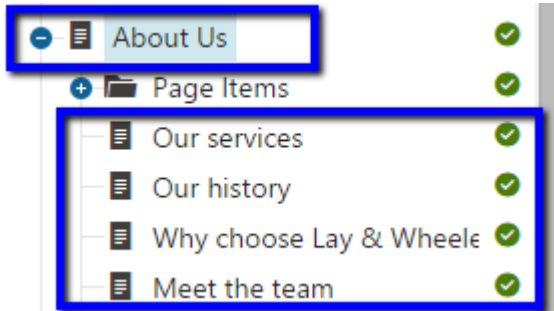 About Us
Page Items
Our services
Our history
Why choose Lay & Wheele
Meet the team